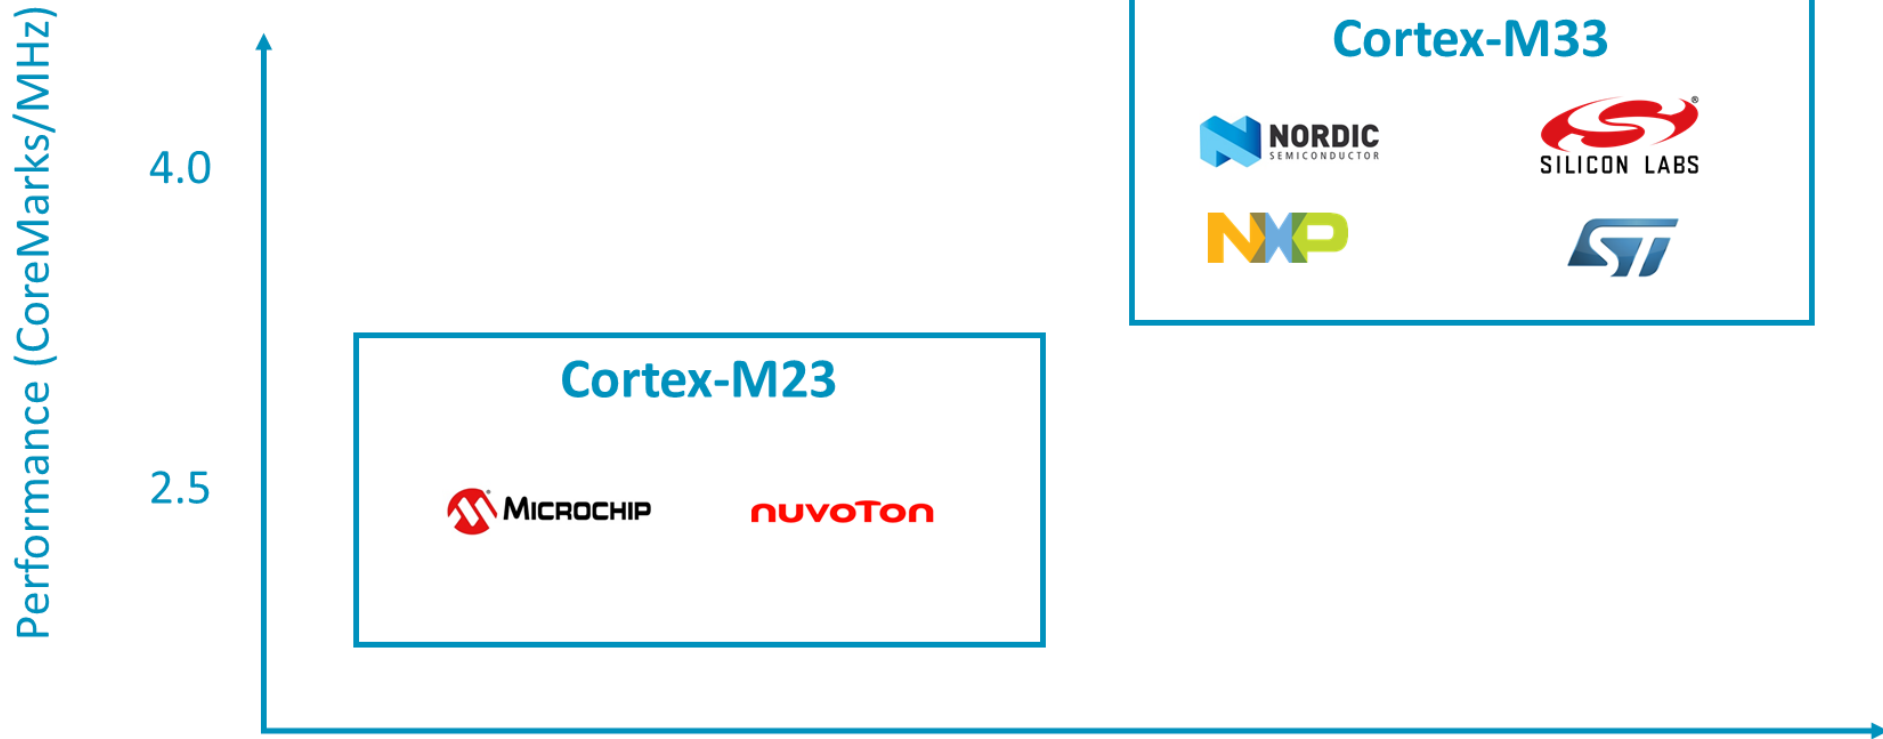 Performance (CoreMarks/MHz)
4.0
2.5
Cortex-M33
NORDIC
SEMICONDUCTOR
SILICON LABS
®
NXP
ST
Cortex-M23
MICROCHIP
nuvoTon